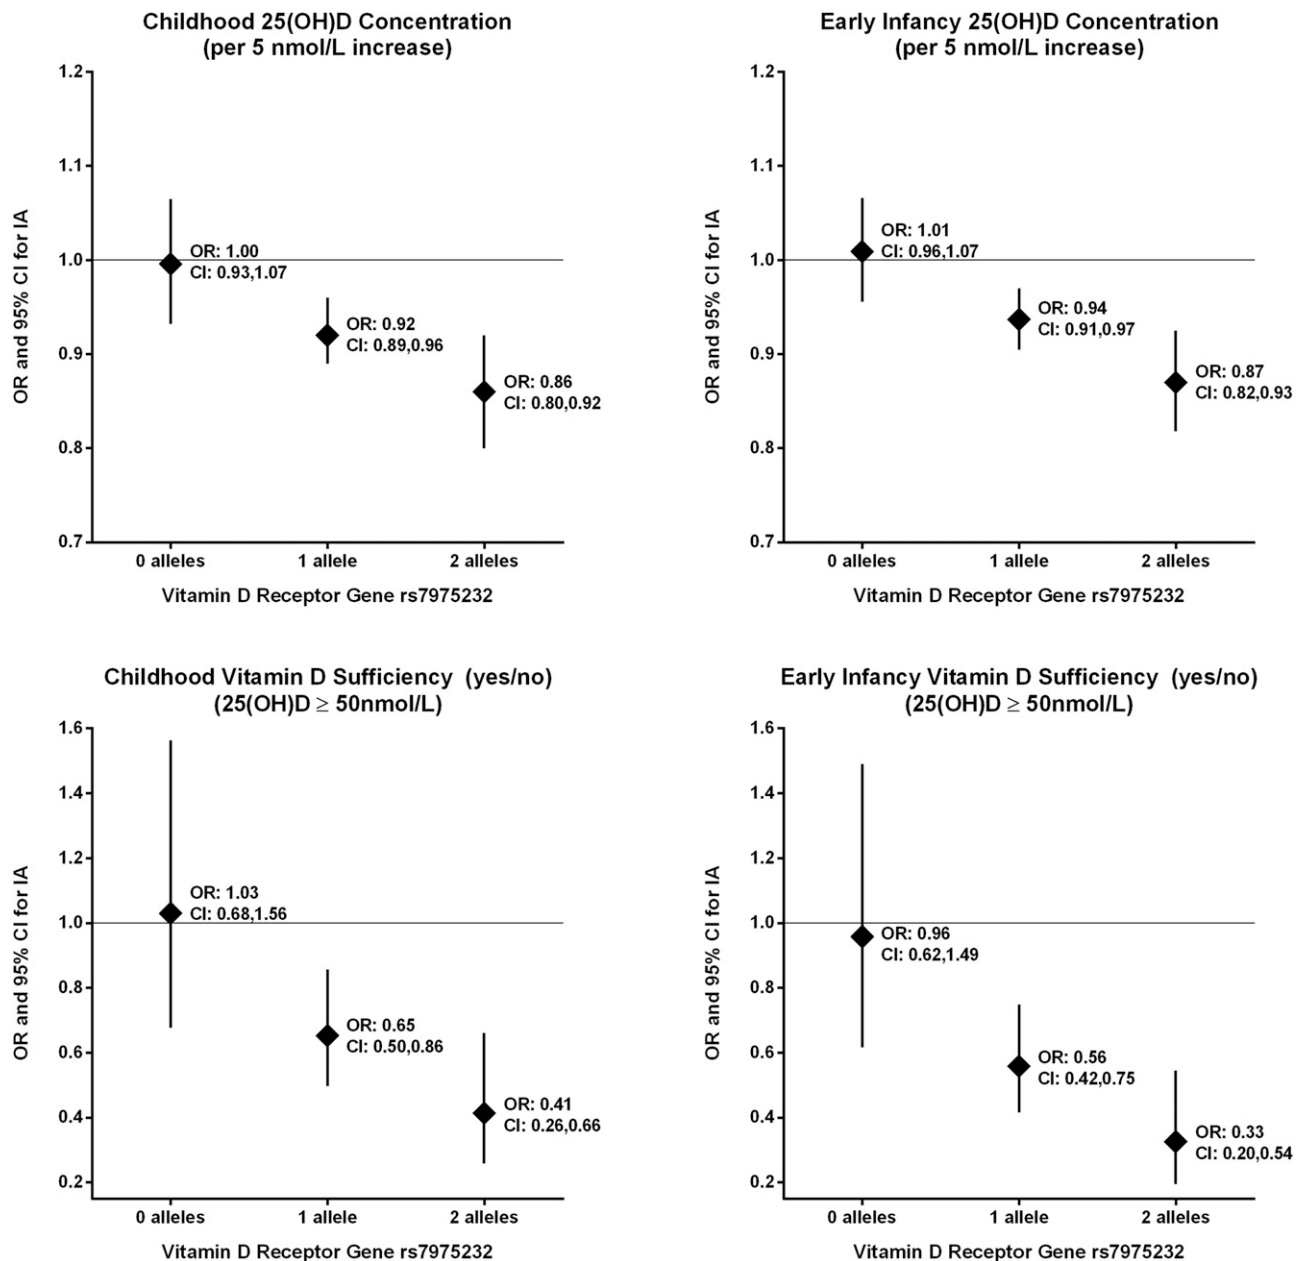 Childhood 25(OH)D Concentration
(per 5 nmol/L increase)
OR and 95% CI for IA
1.2
1.1
1.0
0.9
0.8
0.7
OR: 1.00
CI: 0.93,1.07
OR: 0.92
CI: 0.89,0.96
OR: 0.86
CI: 0.80,0.92
0 alleles 1 allele 2 alleles
Vitamin D Receptor Gene rs7975232
Early Infancy 25(OH)D Concentration
(per 5 nmol/L increase)
OR and 95% CI for IA
1.2
1.1
1.0
0.9
0.8
0.7
OR: 1.01
CI: 0.96,1.07
OR: 0.94
CI: 0.91,0.97
OR: 0.87
CI: 0.82,0.93
0 alleles 1 allele 2 alleles
Vitamin D Receptor Gene rs7975232
Childhood Vitamin D Sufficiency (yes/no)
(25(OH)D ≥ 50nmol/L)
OR and 95% CI for IA
1.6
1.4
1.2
1.0
0.8
0.6
0.4
0.2
OR: 1.03
CI: 0.68,1.56
OR: 0.65
CI: 0.50,0.86
OR: 0.41
CI: 0.26,0.66
0 alleles 1 allele 2 alleles
Vitamin D Receptor Gene rs7975232
Early Infancy Vitamin D Sufficiency (yes/no)
(25(OH)D ≥ 50nmol/L)
OR and 95% CI for IA
1.6
1.4
1.2
1.0
0.8
0.6
0.4
0.2
OR: 0.96
CI: 0.62,1.49
OR: 0.56
CI: 0.42,0.75
OR: 0.33
CI: 0.20,0.54
0 alleles 1 allele 2 alleles
Vitamin D Receptor Gene rs7975232